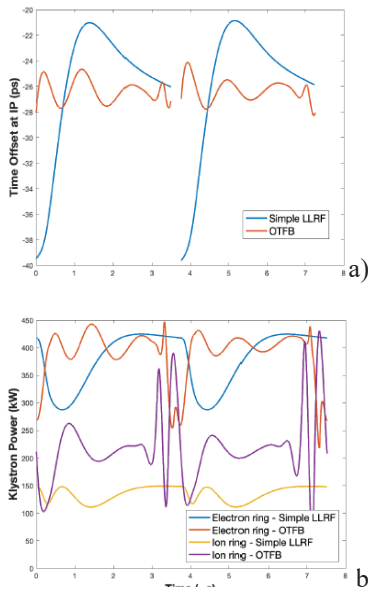 -20
-22
-24
-26
-28
-30
-32
-34
-36
-38
-40
Time Offset at IP (ps)
Simple LLRF
OTFB
0 1 2 3 4 5 6 7 8
a)
450
400
350
300
250
200
150
100
50
0
Klystron Power (kW)
Electron ring - Simple LLRF
Electron ring - OTFB
Ion ring - Simple LLRF
Ion ring - OTFB
0 1 2 3 4 5 6 7 8
b